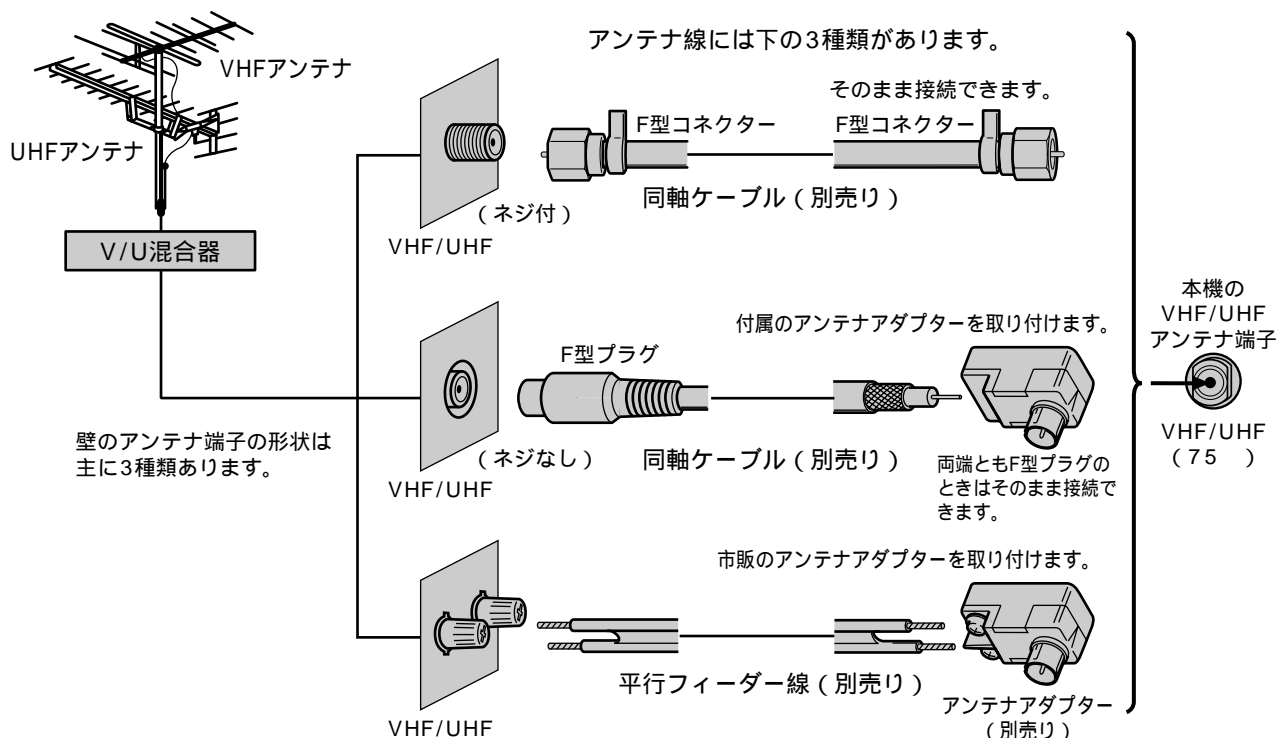 アンテナ線には下の3種類があります。
VHFアンテナ
UHFアンテナ
V/U混合器
壁のアンテナ端子の形状は
主に3種類あります。
そのまま接続できます。
F型コネクター
F型コネクター
同軸ケーブル(別売り)
(ネジ付)
VHF/UHF
付属のアンテナアダプターを取り付けます。
F型プラグ
同軸ケーブル(別売り)
(ネジなし)
VHF/UHF
両端ともF型プラグの
ときはそのまま接続で
きます。
市販のアンテナアダプターを取り付けます。
平行フィーダー線(別売り)
VHF/UHF
アンテナアダプター
(別売り)
本機の
VHF/UHF
アンテナ端子
VHF/UHF
(75 )